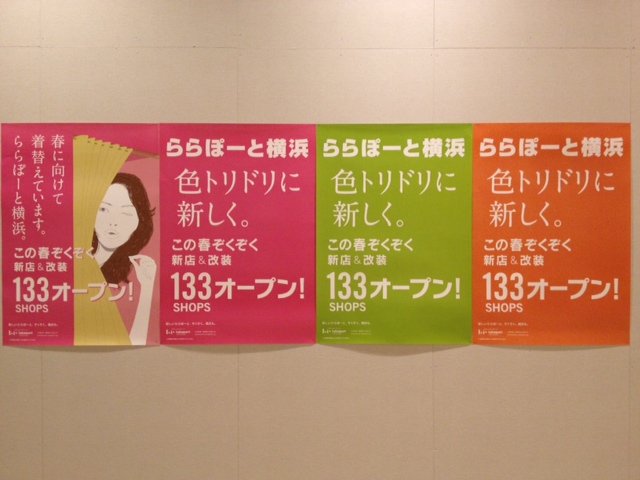 春に向けて
着替えています。
ららぽーと横浜。
この春ぞくぞく
新店&改装
133オープン!
SHOPS
ららぽーと横浜
色トリドリに
新しく。
この春ぞくぞく
新店&改装
133オープン!
SHOPS
ららぽーと横浜
色トリドリに
新しく。
この春ぞくぞく
新店&改装
133オープン!
SHOPS
ららぽーと横浜
色トリドリに
新しく。
この春ぞくぞく
新店&改装
133オープン!
SHOPS